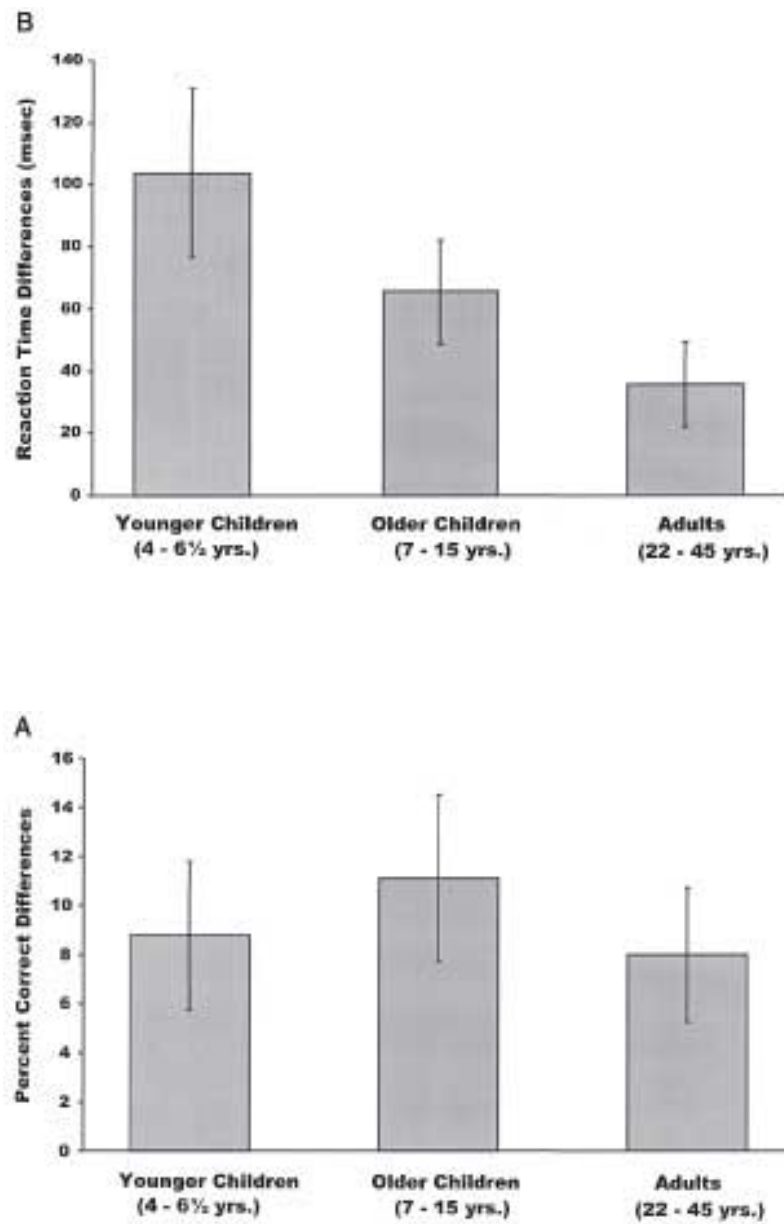 B
140
120
100
80
60
40
20
0
Reaction Time Differences (msec)
Younger Children
(4 - 6½ yrs.)
Older Children
(7 - 15 yrs.)
Adults
(22 - 45 yrs.)
A
16
14
12
10
8
6
4
2
0
Percent Correct Differences
Younger Children
(4 - 6½ yrs.)
Older Children
(7 - 15 yrs.)
Adults
(22 - 45 yrs.)